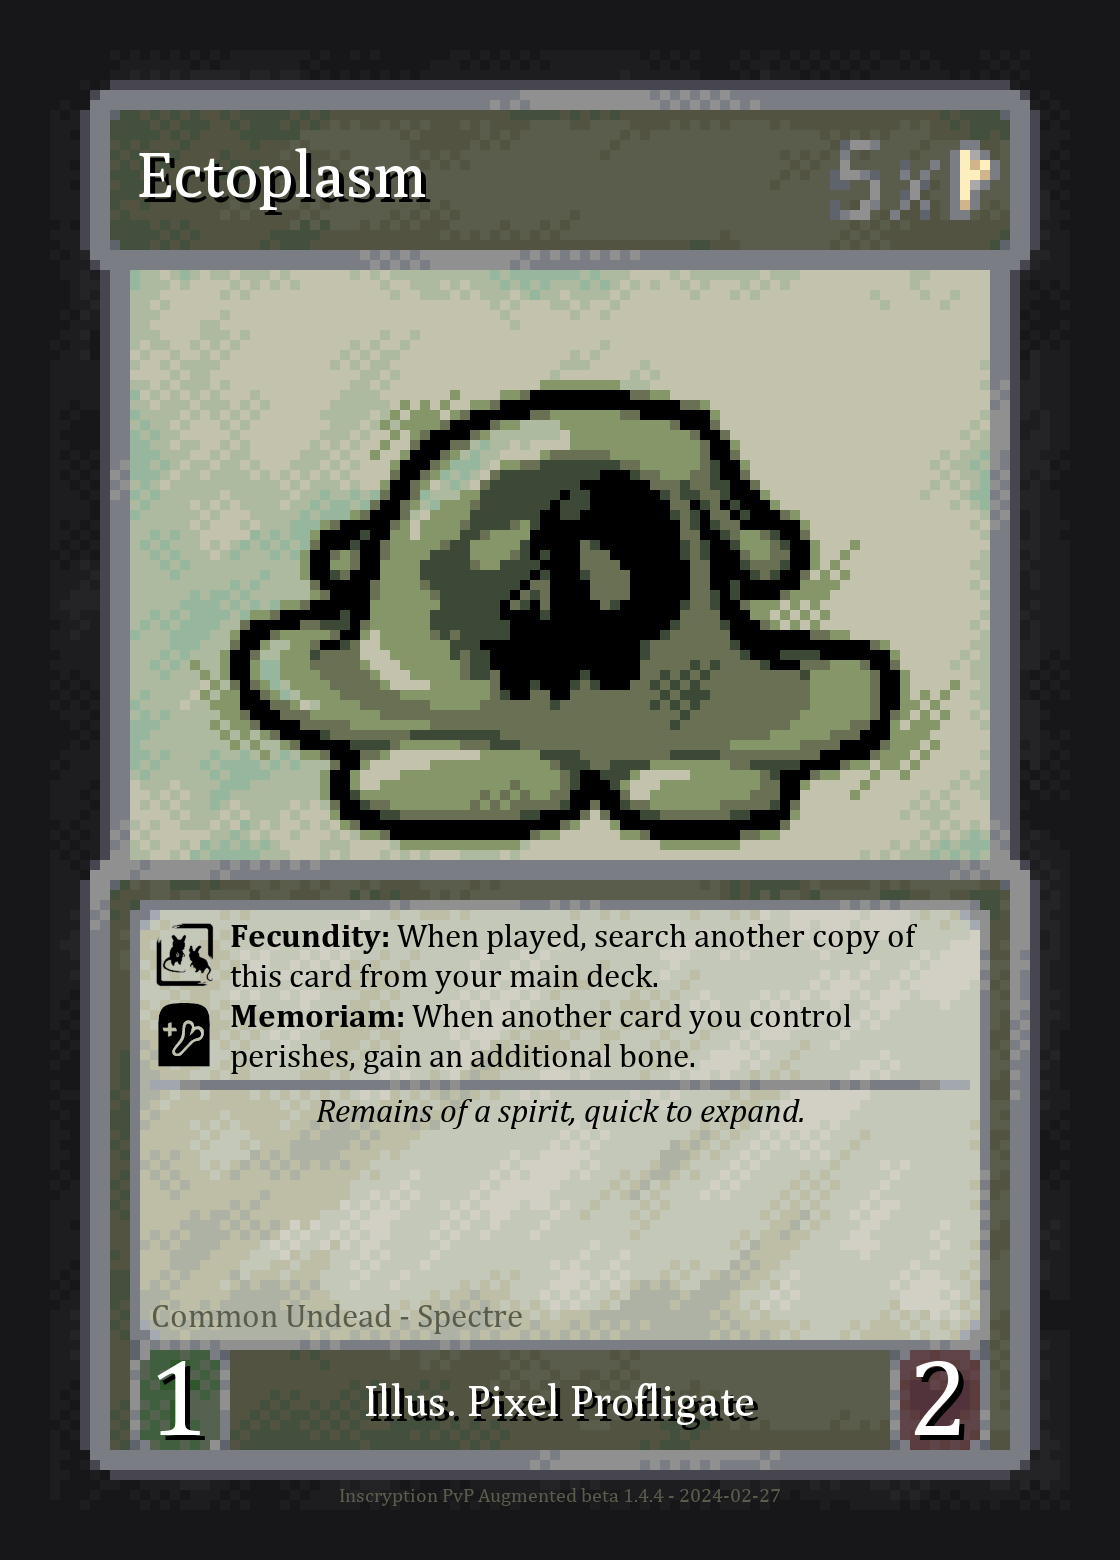 Ectoplasm 5x
Fecundity: When played, search another copy of
this card from your main deck.
Memoriam: When another card you control
perishes, gain an additional bone.
Remains of a spirit, quick to expand.
Common Undead - Spectre
1 Illus. Pixel Profligate 2
Inscryption PvP Augmented beta 1.4.4 - 2024-02-27